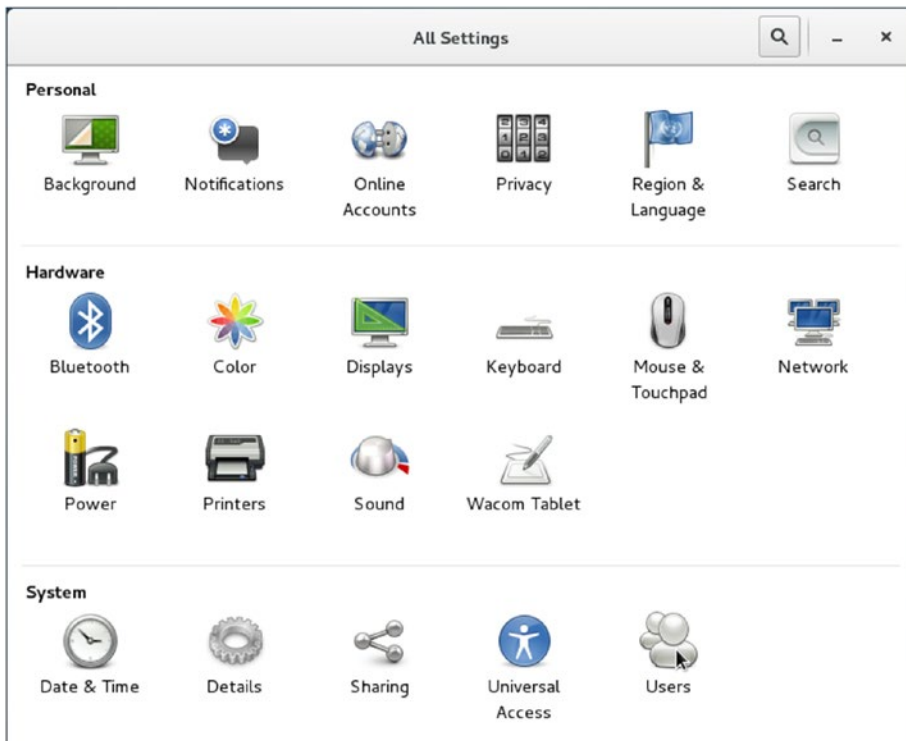 All Settings
Personal
Background
Notifications
Online
Accounts
Privacy
Region &
Language
Search
Hardware
Bluetooth
Color
Displays
Keyboard
Mouse &
Touchpad
Network
Power
Printers
Sound
Wacom Tablet
System
Date & Time
Details
Sharing
Universal
Access
Users